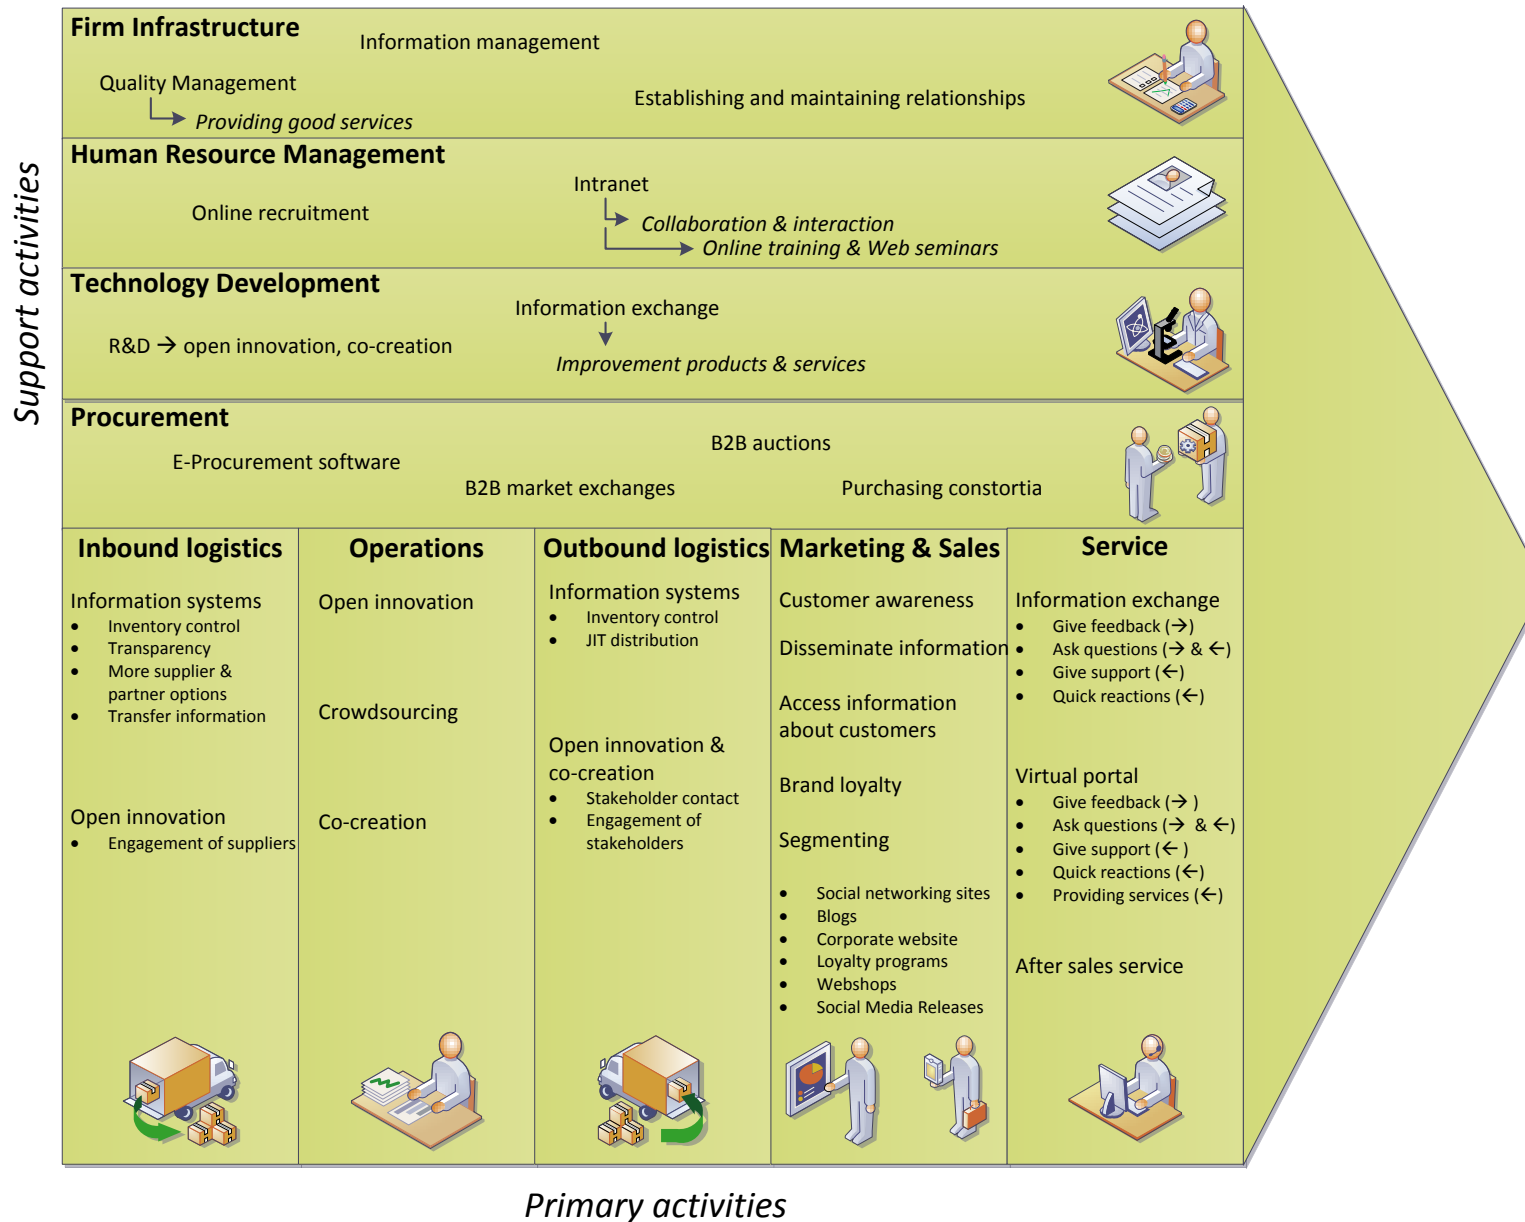 Support activities
Firm Infrastructure
Information management
Quality Management
Providing good services
Establishing and maintaining relationships
Human Resource Management
Online recruitment
Intranet
Collaboration & interaction
Online training & Web seminars
Technology Development
R&D → open innovation, co-creation
Information exchange
Improvement products & services
Procurement
E-Procurement software
B2B auctions
B2B market exchanges
Purchasing constortia
Inbound logistics
Information systems
• Inventory control
• Transparency
• More supplier &
partner options
• Transfer information
Open innovation
• Engagement of suppliers
Operations
Open innovation
Crowdsourcing
Co-creation
Outbound logistics
Information systems
• Inventory control
• JIT distribution
Open innovation &
co-creation
• Stakeholder contact
• Engagement of
stakeholders
Marketing & Sales
Customer awareness
Disseminate information
Access information
about customers
Brand loyalty
Segmenting
• Social networking sites
• Blogs
• Corporate website
• Loyalty programs
• Webshops
• Social Media Releases
Service
Information exchange
• Give feedback (→)
• Ask questions (→ & ←)
• Give support (←)
• Quick reactions (←)
Virtual portal
• Give feedback (→ )
• Ask questions (→ & ←)
• Give support (← )
• Quick reactions (←)
• Providing services (←)
After sales service
Primary activities